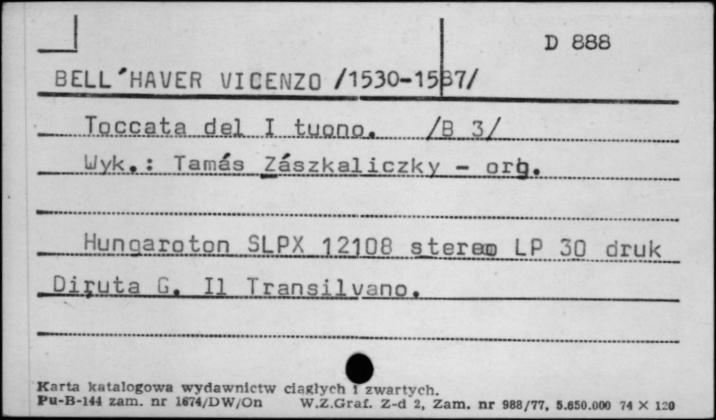 D 888
BELL'HAVER VICENZO /1530-1587/
Toccata del I tuono. /B 3/
Wyk.: Tamás Zászkaliczky - org.
Hungaroton SLPX 12108 stereo LP 30 druk
Diruta G. Il Transilvano.
Karta katalogowa wydawnictw ciągłych i zwartych.
Pu-B-144 zam. nr 1674/DW/On W.Z.Graf. Z-d 2, Zam. nr 988/77, 5.650.000 74 X 120